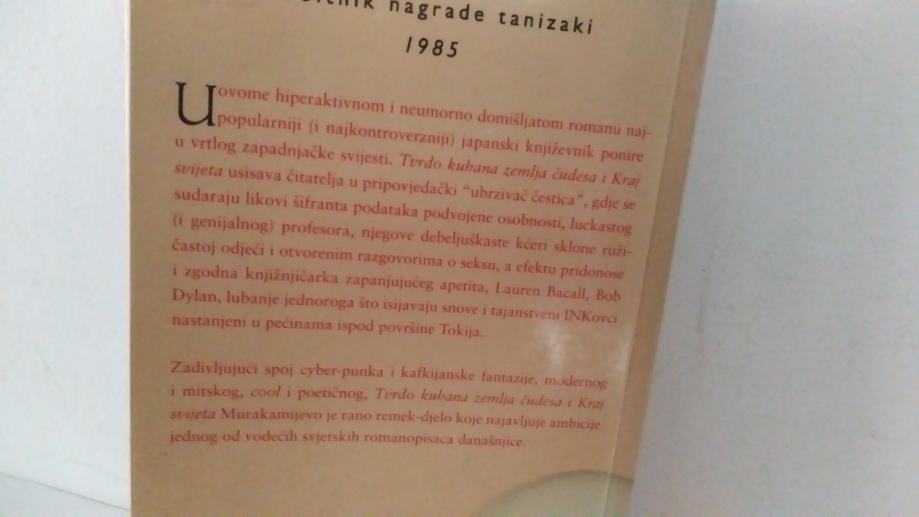 nagrade tanizaki
1985
U ovome hiperaktivnom i neumorno domišljatom romanu naj-
popularniji (i najkontroverzniji) japanski književnik ponire
u vrtlog zapadnjačke svijesti. Tvrdo kuhana zemlja čudesa i Kraj
svijeta usisava čitatelja u pripovjedački “ubrzivač čestica”, gdje se
sudaraju likovi šifranta podataka podvojene osobnosti, luckastog
(i genijalnog) profesora, njegove debeljuškaste kćeri sklone ruži-
častoj odjeći i otvorenim razgovorima o seksu, a efektu pridonose
i zgodna knjižničarka zapanjujućeg apetita, Lauren Bacall, Bob
Dylan, lubanje jednoroga što isijavaju snove i tajanstveni INKovci
nastanjeni u pećinama ispod površine Tokija.
Zadivljujući spoj cyber-punka i kafkijanske fantazije, modernog
i mitskog, cool i poetičnog, Tvrdo kuhana zemlja čudesa i Kraj
svijeta Murakamijevo je rano remek-djelo koje najavljuje ambicije
jednog od vodećih svjetskih romanopisaca današnjice.